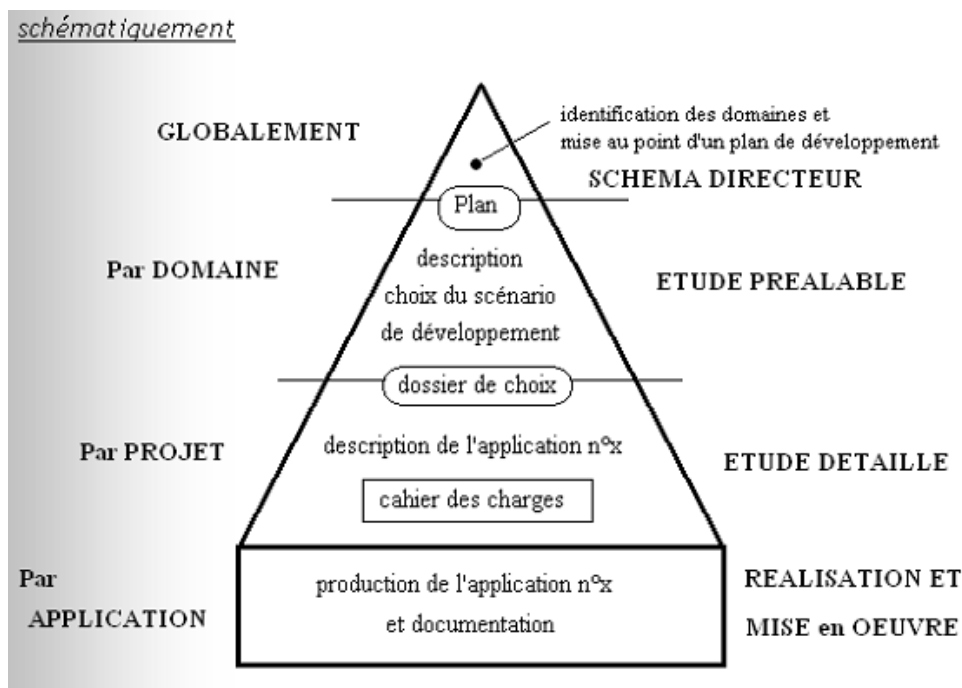 schématiquement
GLOBALEMENT
identification des domaines et
mise au point d'un plan de développement
SCHEMA DIRECTEUR
Plan
Par DOMAINE
description
choix du scénario
de développement
ETUDE PREALABLE
dossier de choix
Par PROJET
description de l'application n°x
cahier des charges
ETUDE DETAILLE
Par
APPLICATION
production de l'application n°x
et documentation
REALISATION ET
MISE en OEUVRE